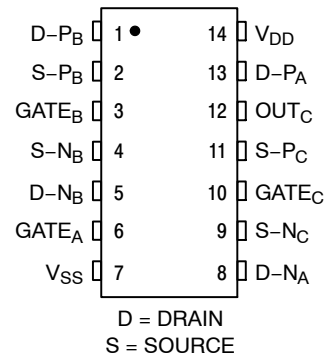 D–P_B 1 14 V_DD
S–P_B 2 13 D–P_A
GATE_B 3 12 OUT_C
S–N_B 4 11 S–P_C
D–N_B 5 10 GATE_C
GATE_A 6 9 S–N_C
V_SS 7 8 D–N_A
D = DRAIN
S = SOURCE